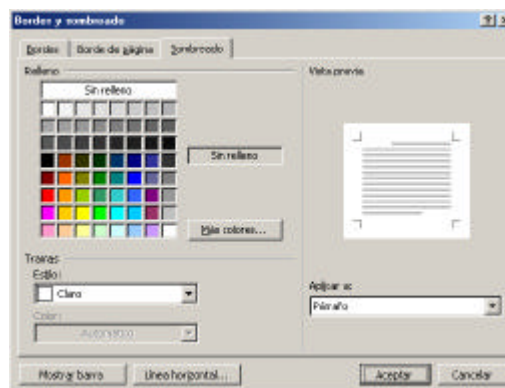 Bordes y sombreado
Bordes Borde de página Sombreado
Relleno
Sin relleno
Sin relleno
Más colores...
Vista previa
Tramas
Estilo:
Claro
Color:
Automático
Aplicar a:
Párrafo
Mostrar barra Línea horizontal... Aceptar Cancelar